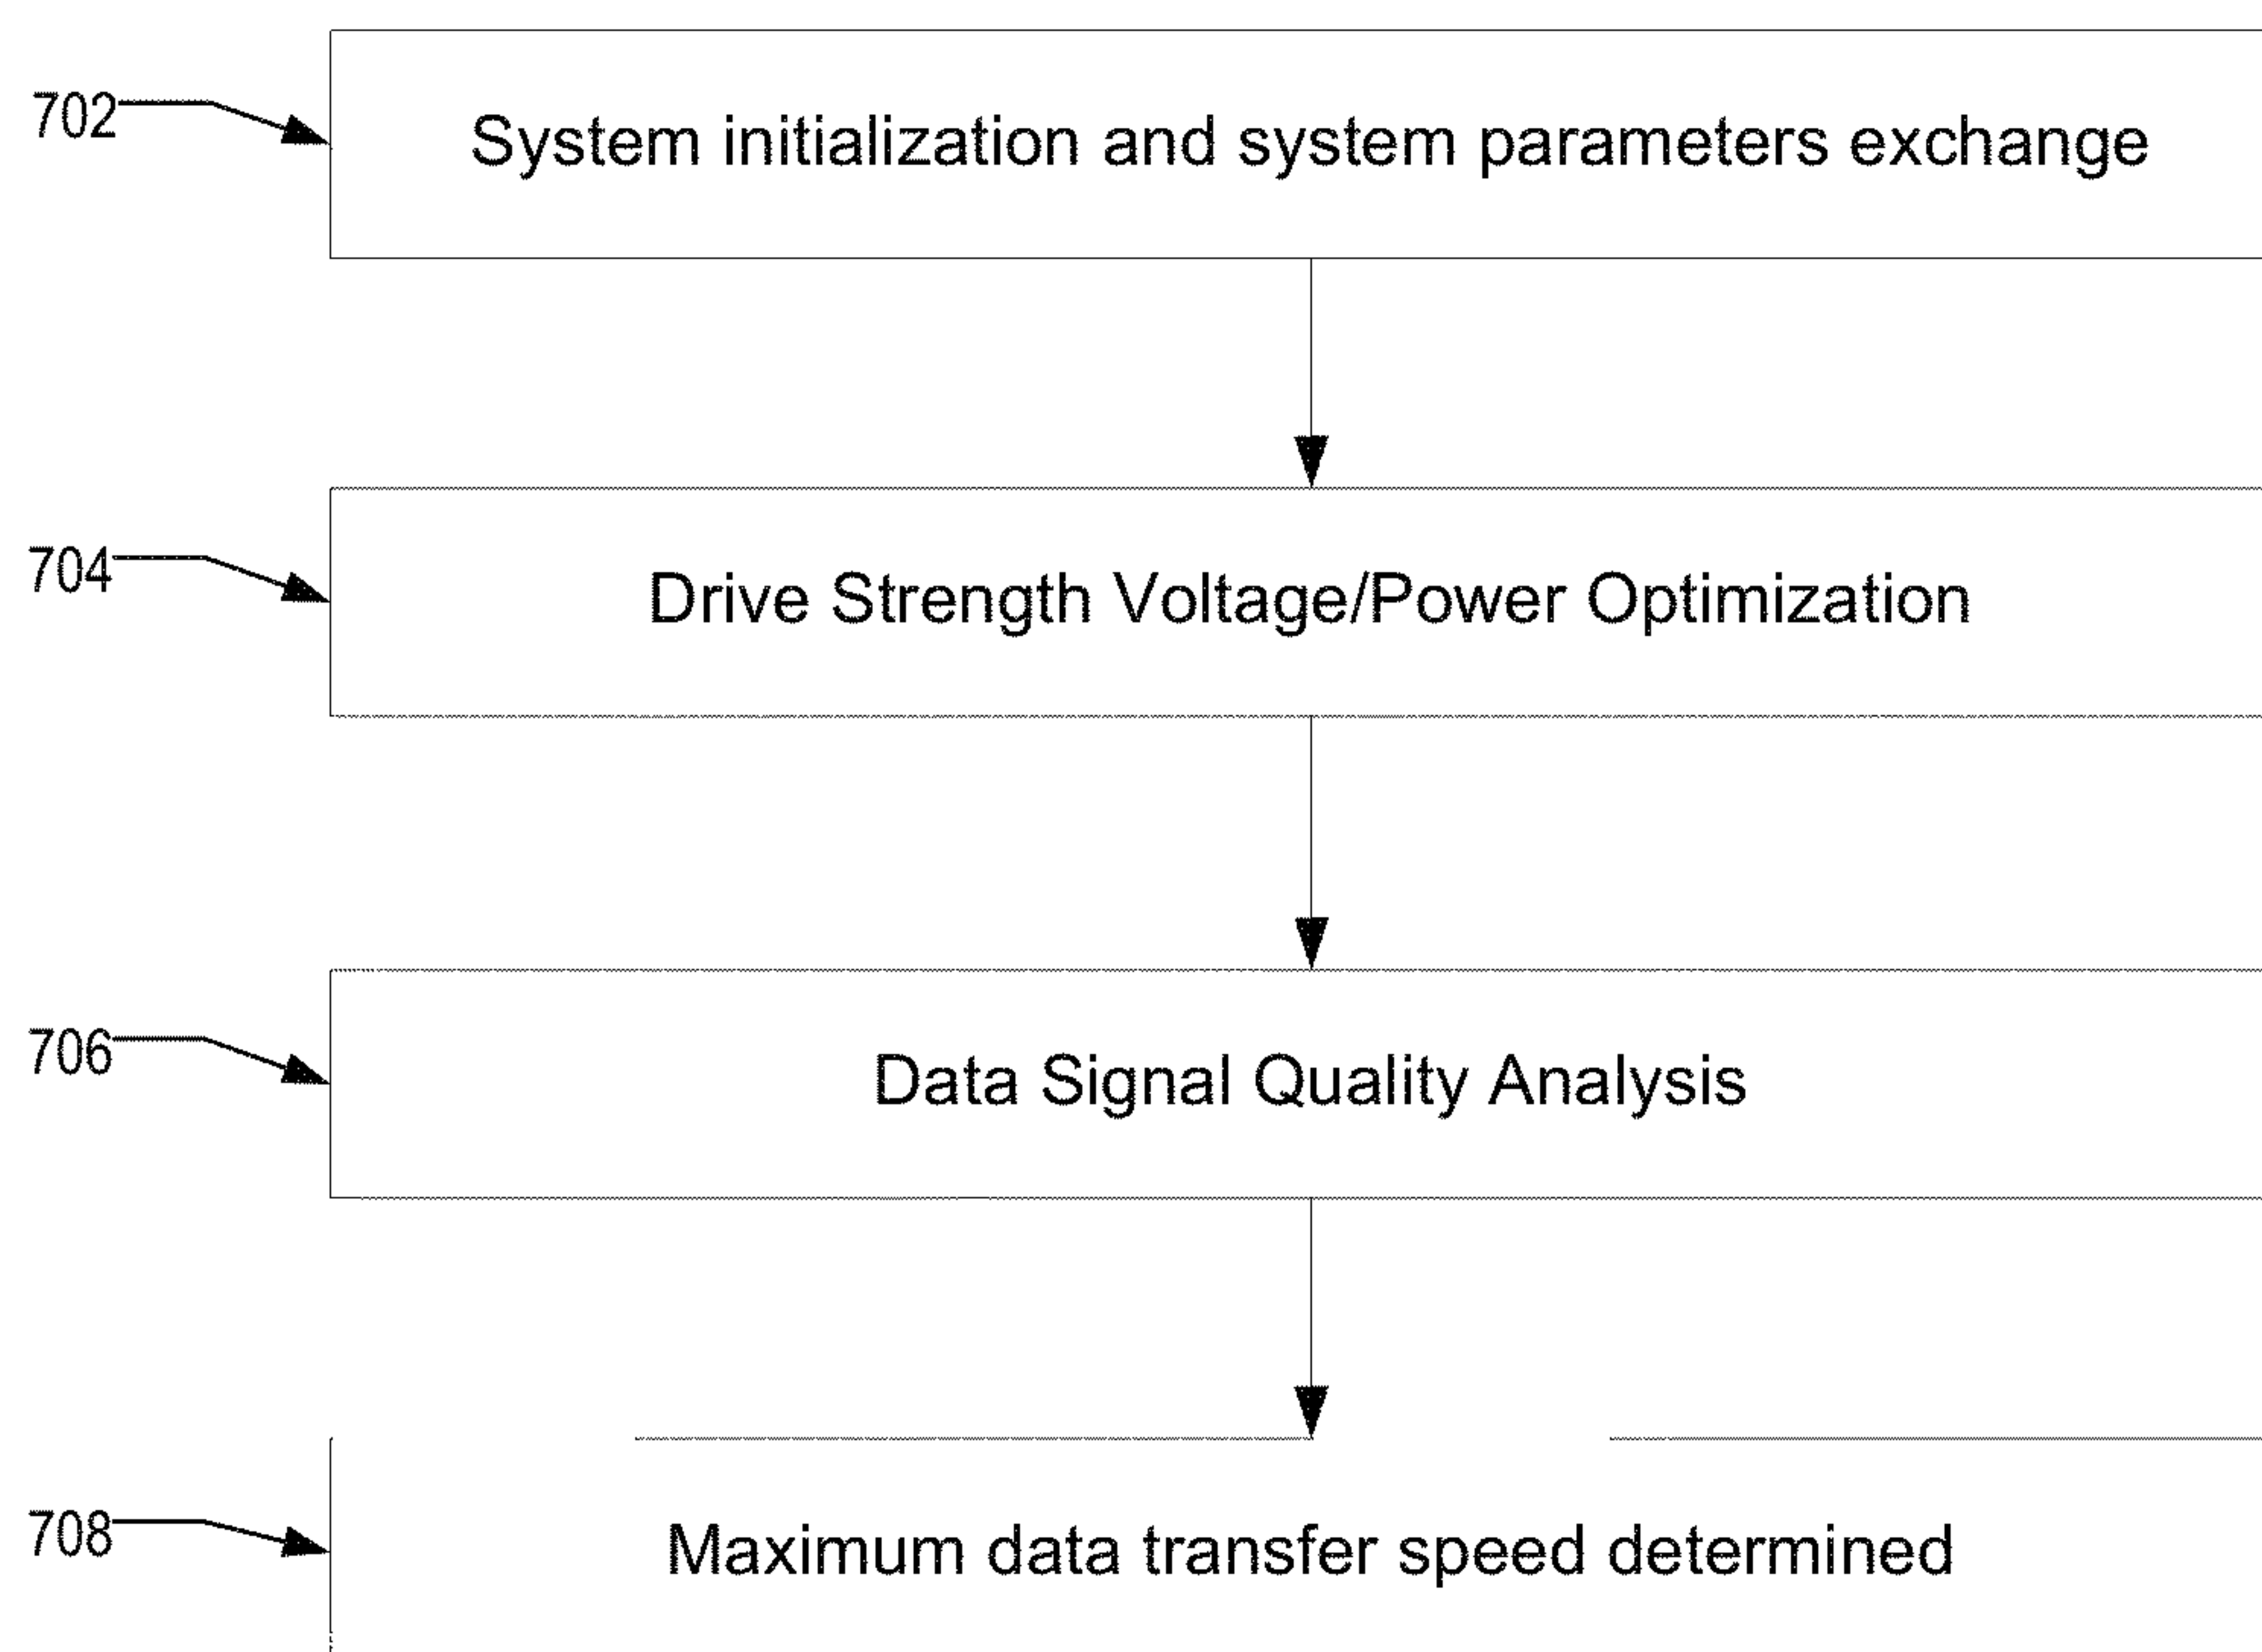 702
System initialization and system parameters exchange
704
Drive Strength Voltage/Power Optimization
706
Data Signal Quality Analysis
708
Maximum data transfer speed determined